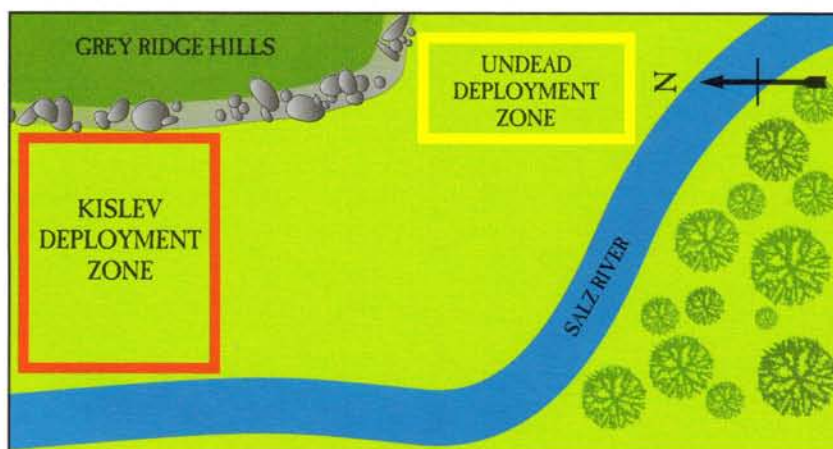 GREY RIDGE HILLS
UNDEAD
DEPLOYMENT
ZONE
N
KISLEV
DEPLOYMENT
ZONE
SALZ RIVER